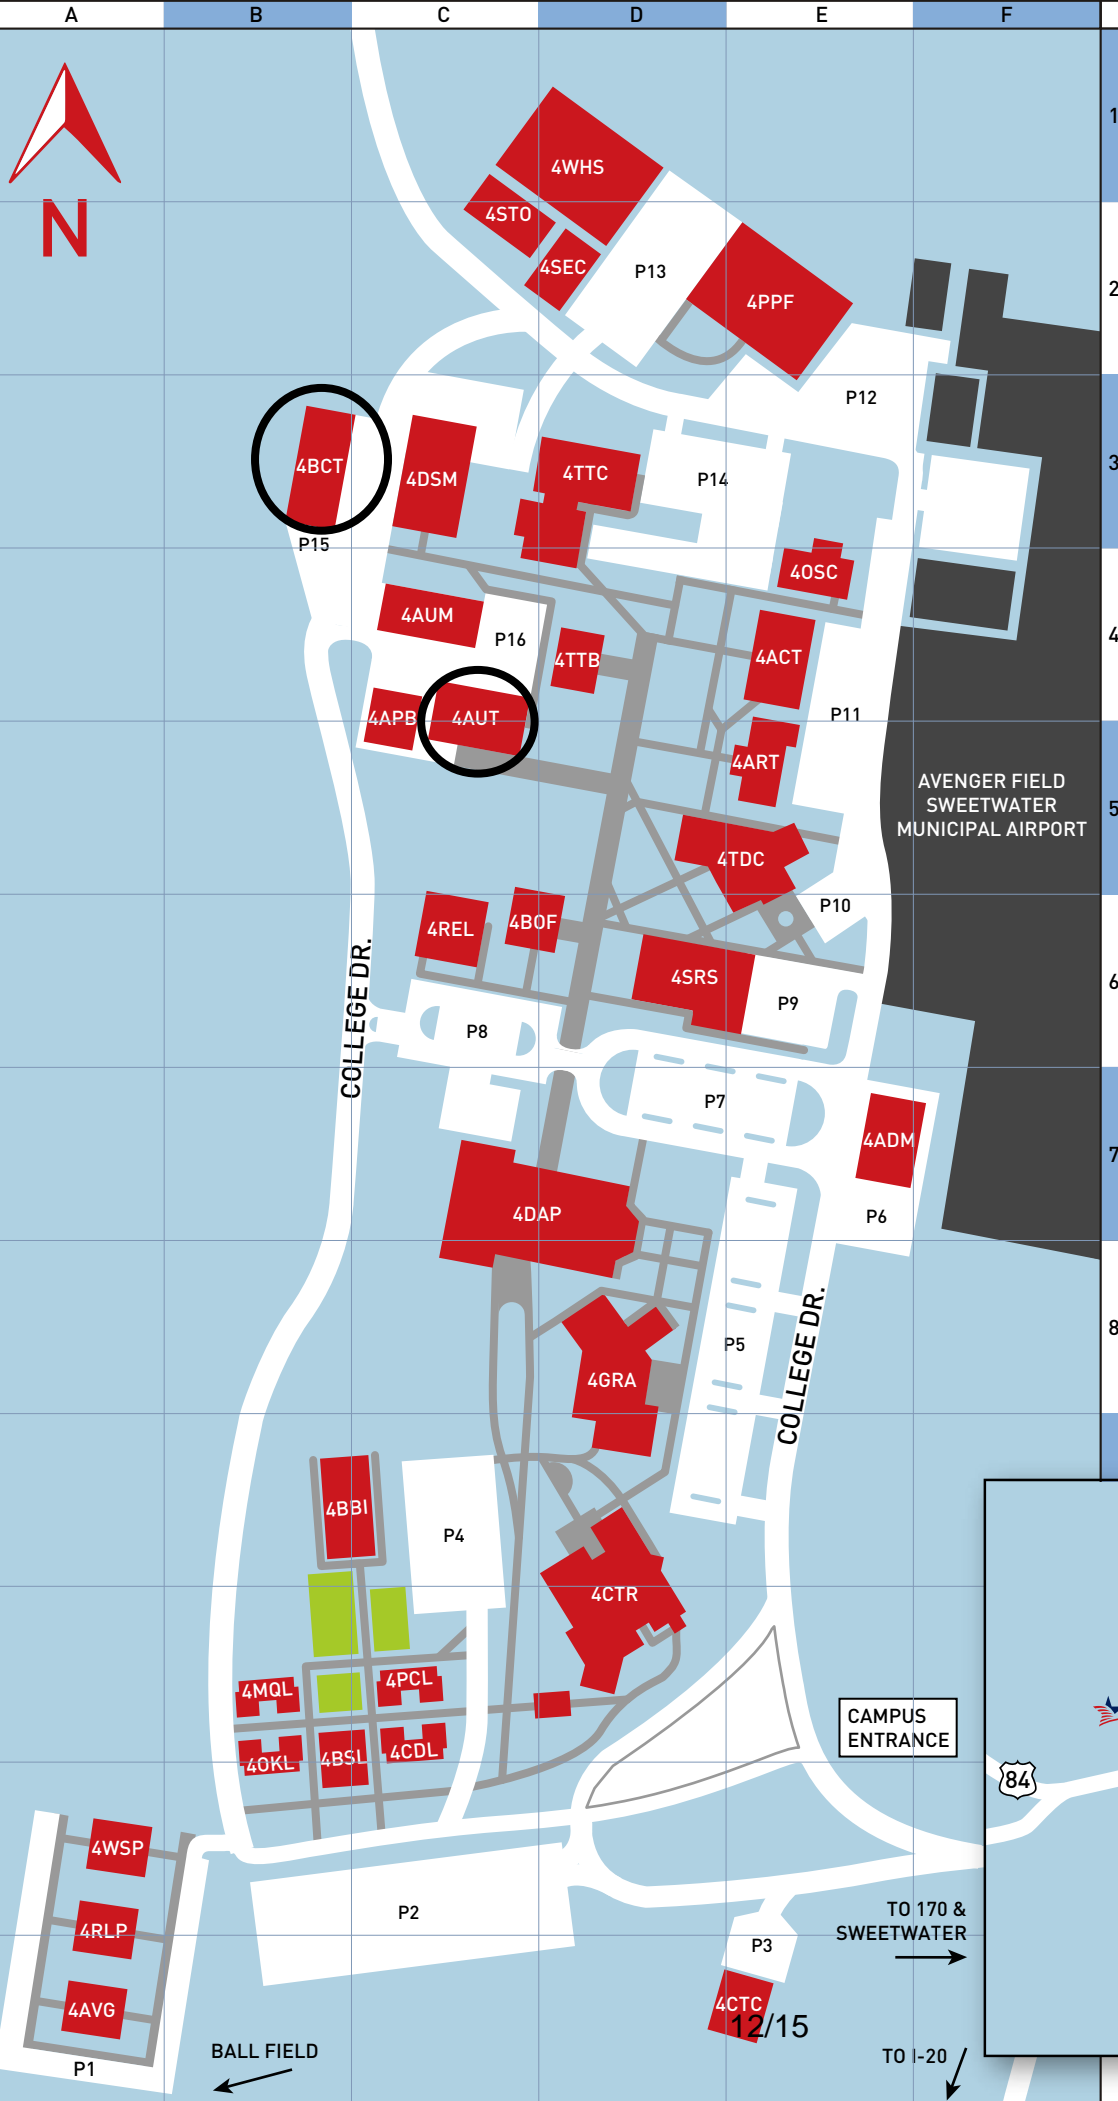 A B C D E F
1
N
4WHS
4STO
4SEC
P13
2
4PPF
P12
4BCT
4DSM
4TTC
P14
3
P15
4OSC
4AUM
P16
4TTB
4ACT
4
4APB
4AUT
P11
4ART
AVENGER FIELD
SWEETWATER
MUNICIPAL AIRPORT
5
4TDC
P10
4REL
4BOF
4SRS
P9
6
COLLEGE DR.
P8
P7
4ADM
7
4DAP
P6
COLLEGE DR.
P5
8
4GRA
4BBI
P4
4CTR
4MQL
4PCL
4OKL
4BSL
4CDL
CAMPUS
ENTRANCE
84
4WSP
P2
TO 170 &
SWEETWATER
4RLP
P3
4AVG
4CTC
12/15
BALL FIELD
TO I-20
P1